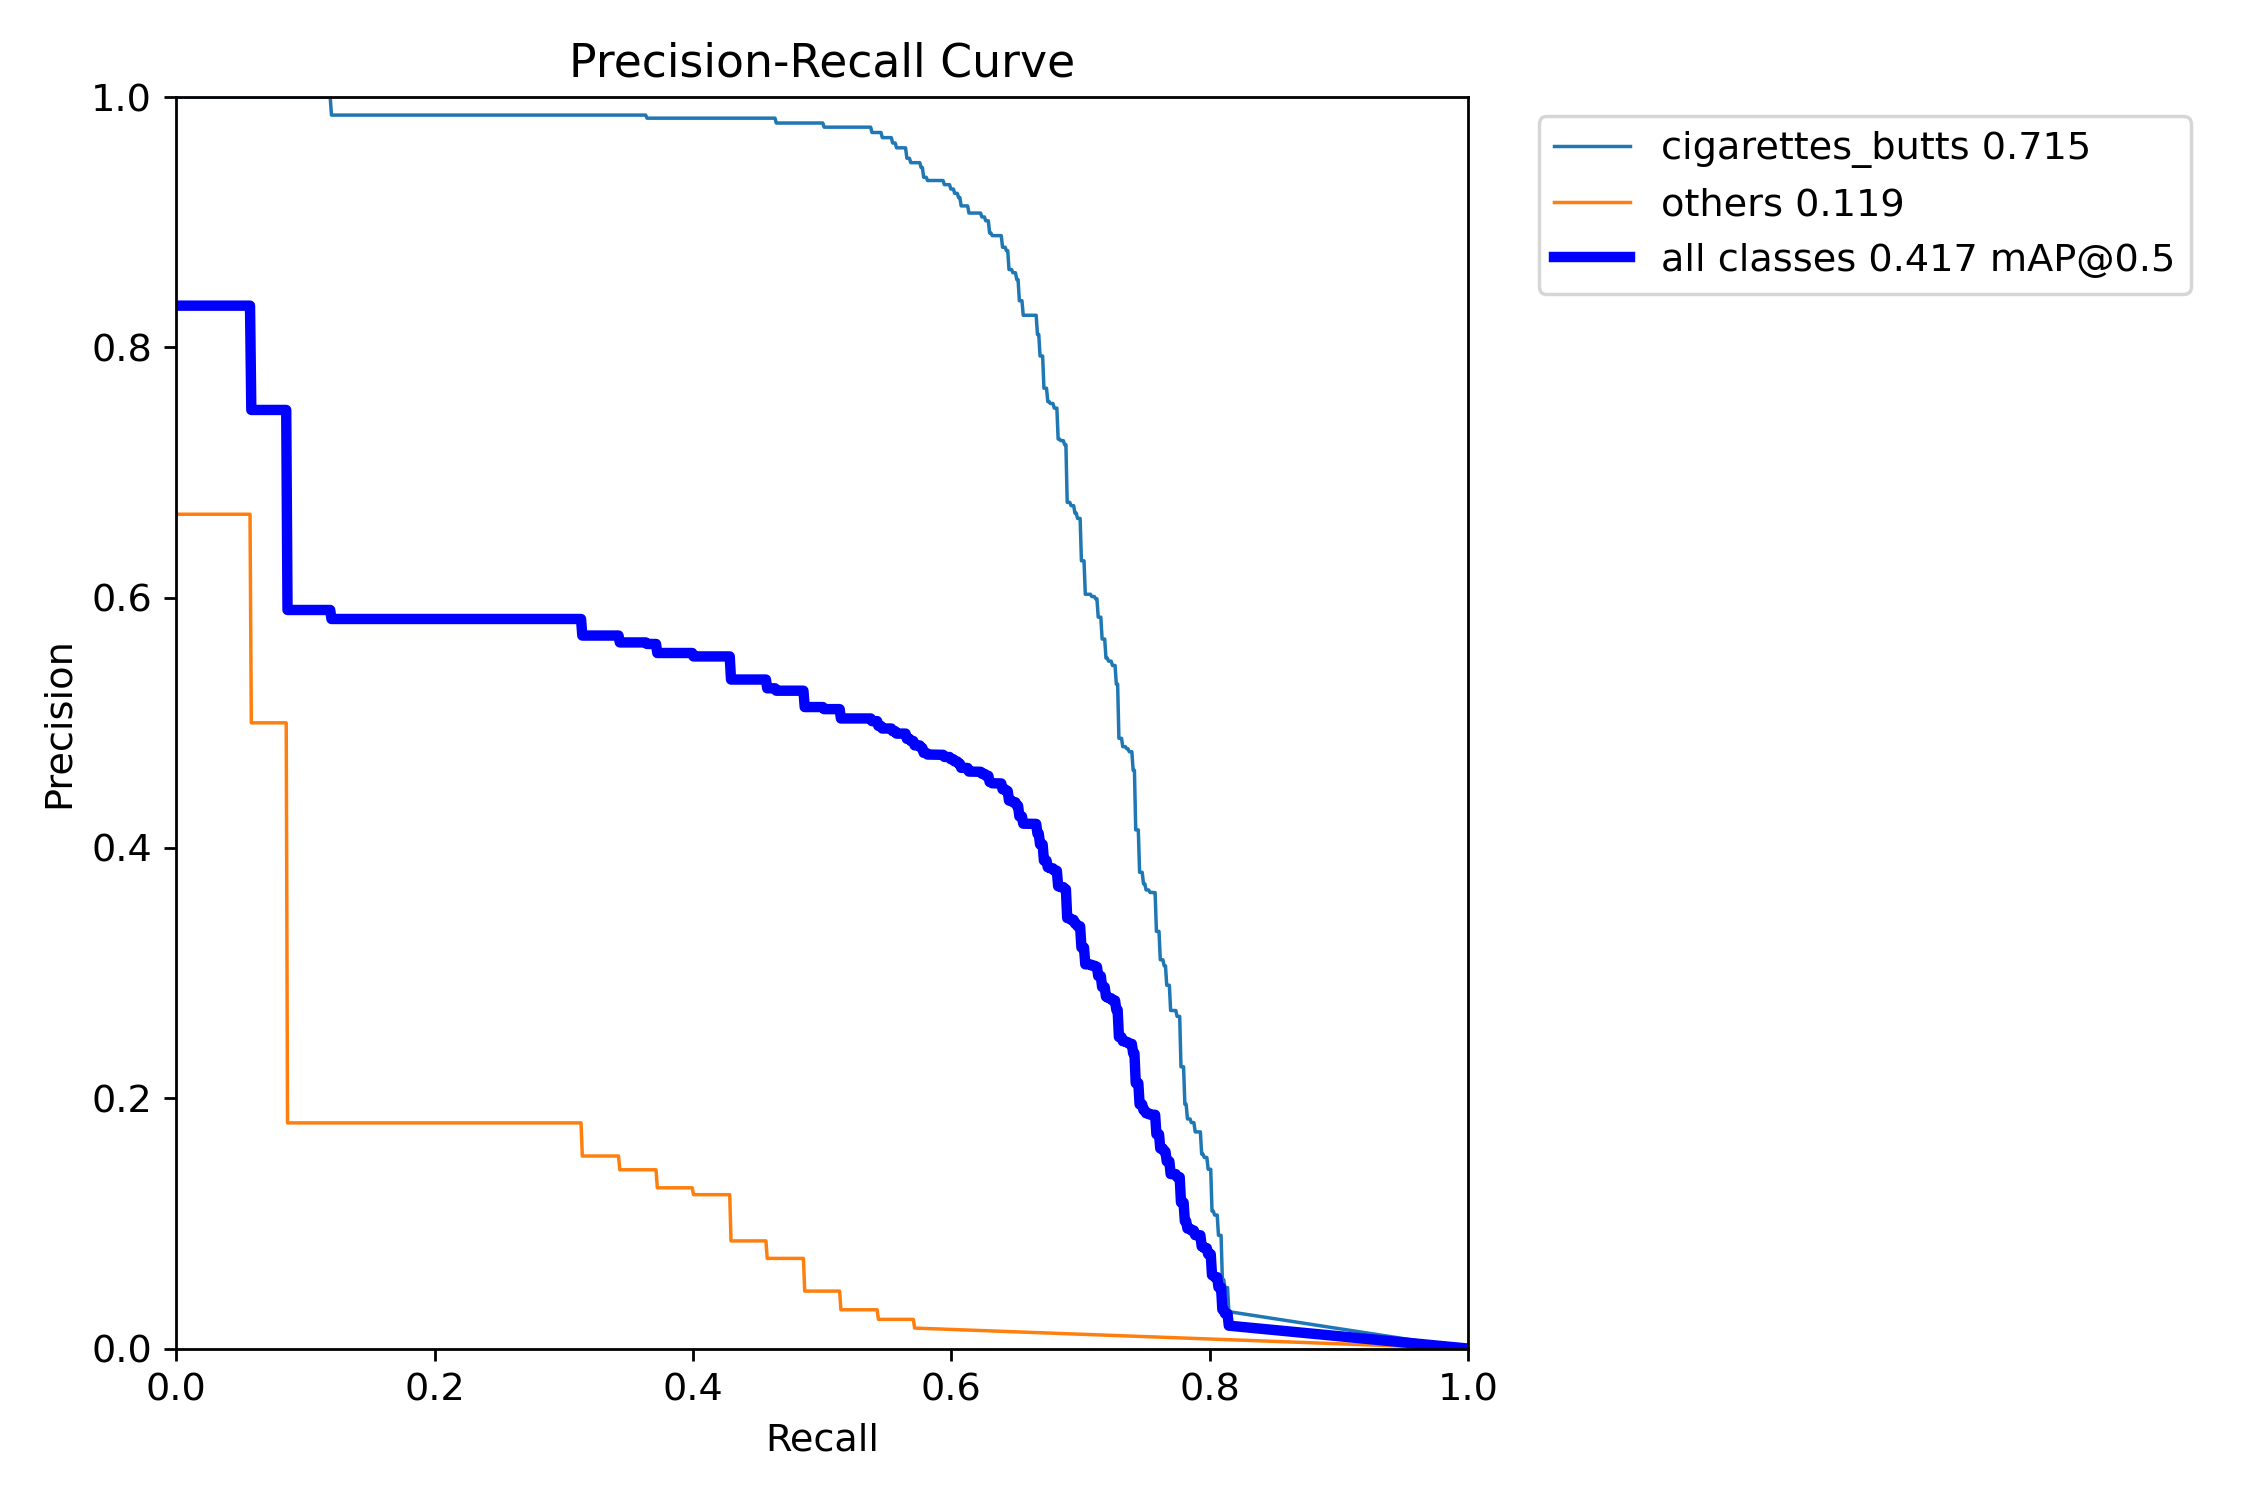 Precision-Recall Curve
1.0
0.8
0.6
0.4
0.2
0.0
Precision
0.0 0.2 0.4 0.6 0.8 1.0
Recall
cigarettes_butts 0.715
others 0.119
all classes 0.417 mAP@0.5